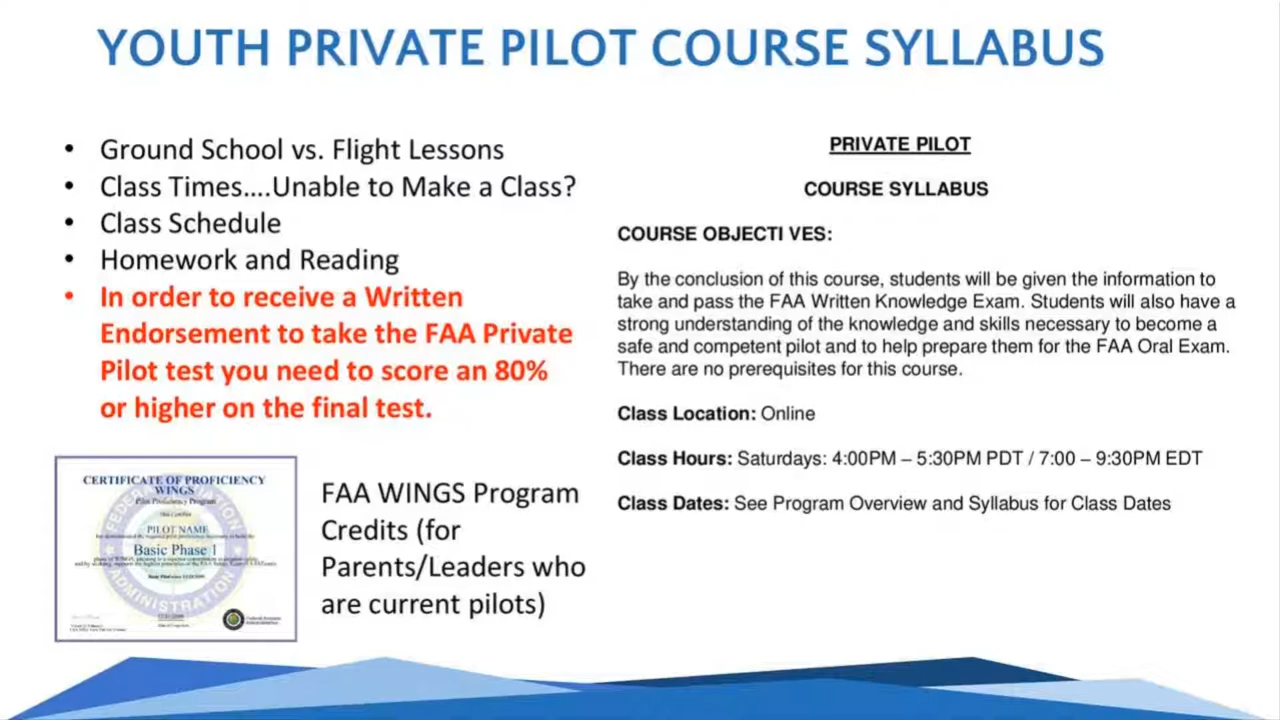 YOUTH PRIVATE PILOT COURSE SYLLABUS
• Ground School vs. Flight Lessons
• Class Times....Unable to Make a Class?
• Class Schedule
• Homework and Reading
• In order to receive a Written
Endorsement to take the FAA Private
Pilot test you need to score an 80%
or higher on the final test.
CERTIFICATE OF PROFICIENCY
WINGS
Pilot Proficiency Program
PILOT NAME
Basic Phase 1
FEDERAL AVIATION
ADMINISTRATION
FAA WINGS Program
Credits (for
Parents/Leaders who
are current pilots)
PRIVATE PILOT
COURSE SYLLABUS
COURSE OBJECTI VES:
By the conclusion of this course, students will be given the information to
take and pass the FAA Written Knowledge Exam. Students will also have a
strong understanding of the knowledge and skills necessary to become a
safe and competent pilot and to help prepare them for the FAA Oral Exam.
There are no prerequisites for this course.
Class Location: Online
Class Hours: Saturdays: 4:00PM – 5:30PM PDT / 7:00 – 9:30PM EDT
Class Dates: See Program Overview and Syllabus for Class Dates